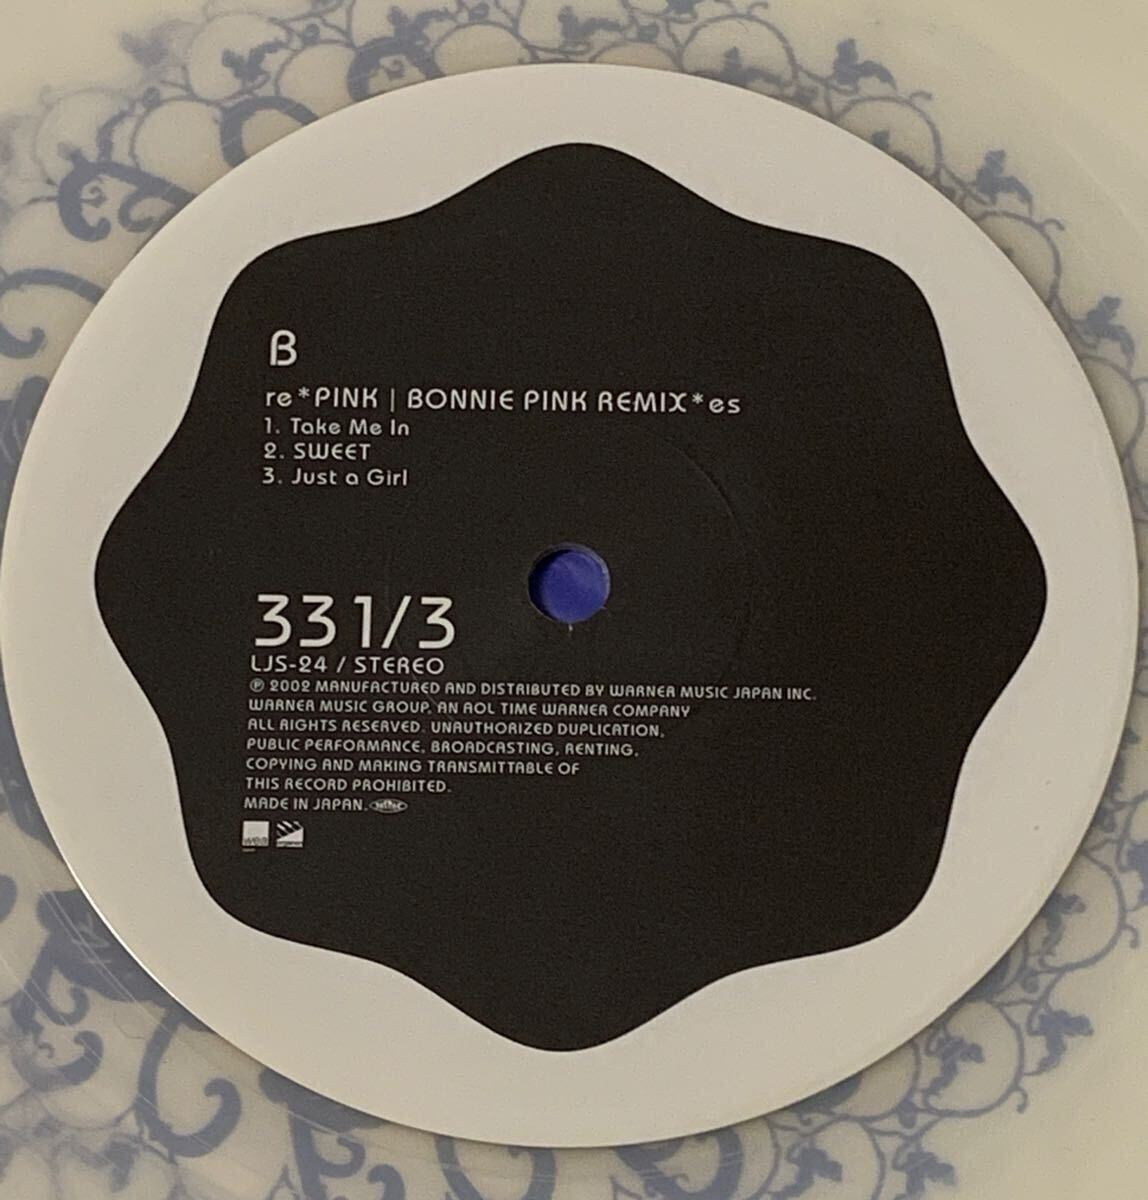 B
re*PINK | BONNIE PINK REMIX*es
1. Take Me In
2. SWEET
3. Just a Girl
33 1/3
LJS-24 / STEREO
℗ 2002 MANUFACTURED AND DISTRIBUTED BY WARNER MUSIC JAPAN INC.
WARNER MUSIC GROUP, AN AOL TIME WARNER COMPANY
ALL RIGHTS RESERVED. UNAUTHORIZED DUPLICATION,
PUBLIC PERFORMANCE, BROADCASTING, RENTING,
COPYING AND MAKING TRANSMITTABLE OF
THIS RECORD PROHIBITED.
MADE IN JAPAN.